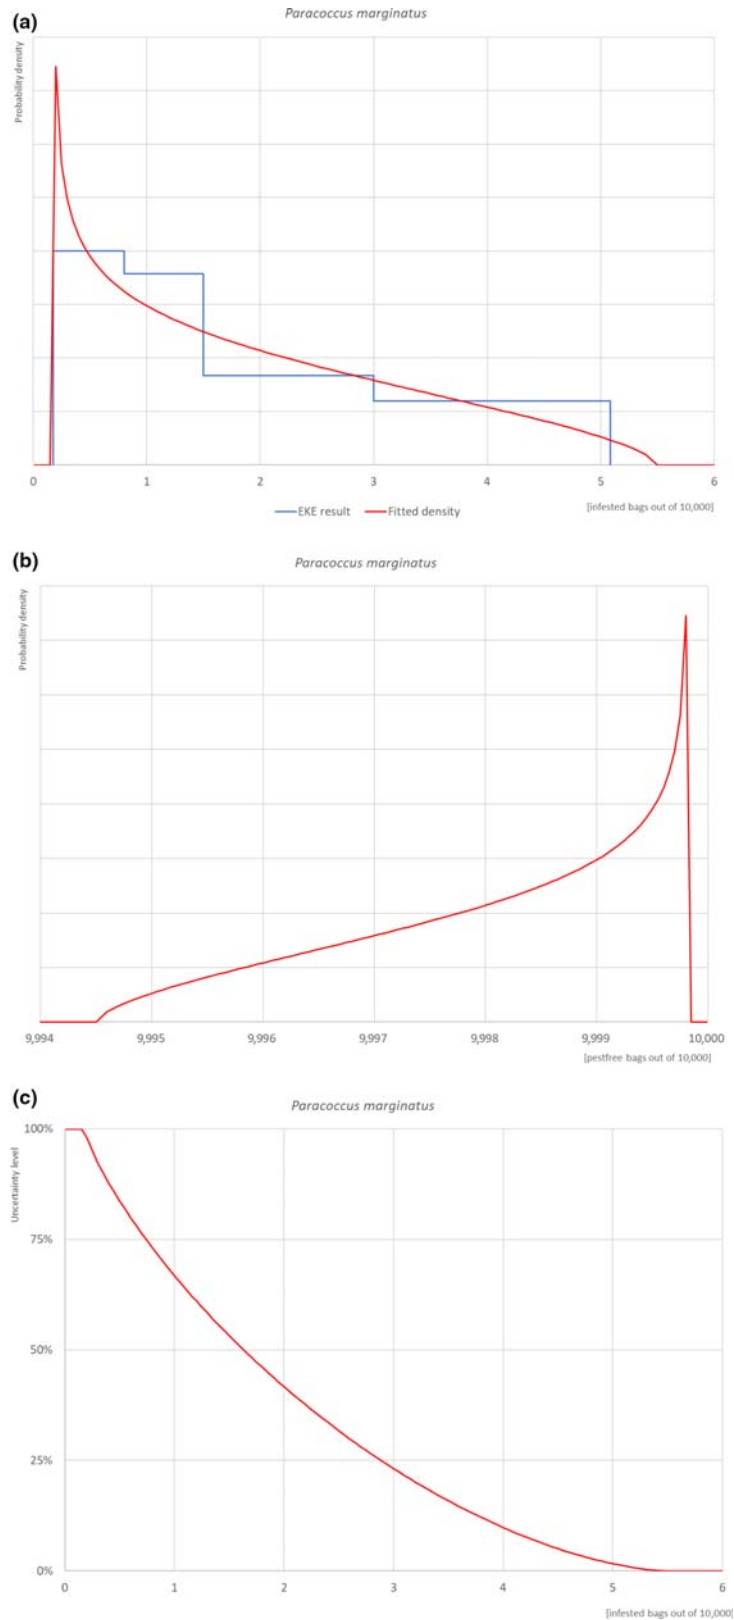 (a)
Paracoccus marginatus
Probability density
0 1 2 3 4 5 6
[infested bags out of 10,000]
EKE result Fitted density
(b)
Paracoccus marginatus
Probability density
9,994 9,995 9,996 9,997 9,998 9,999 10,000
[pestfree bags out of 10,000]
(c)
Paracoccus marginatus
Uncertainty level
100%
75%
50%
25%
0%
0 1 2 3 4 5 6
[infested bags out of 10,000]